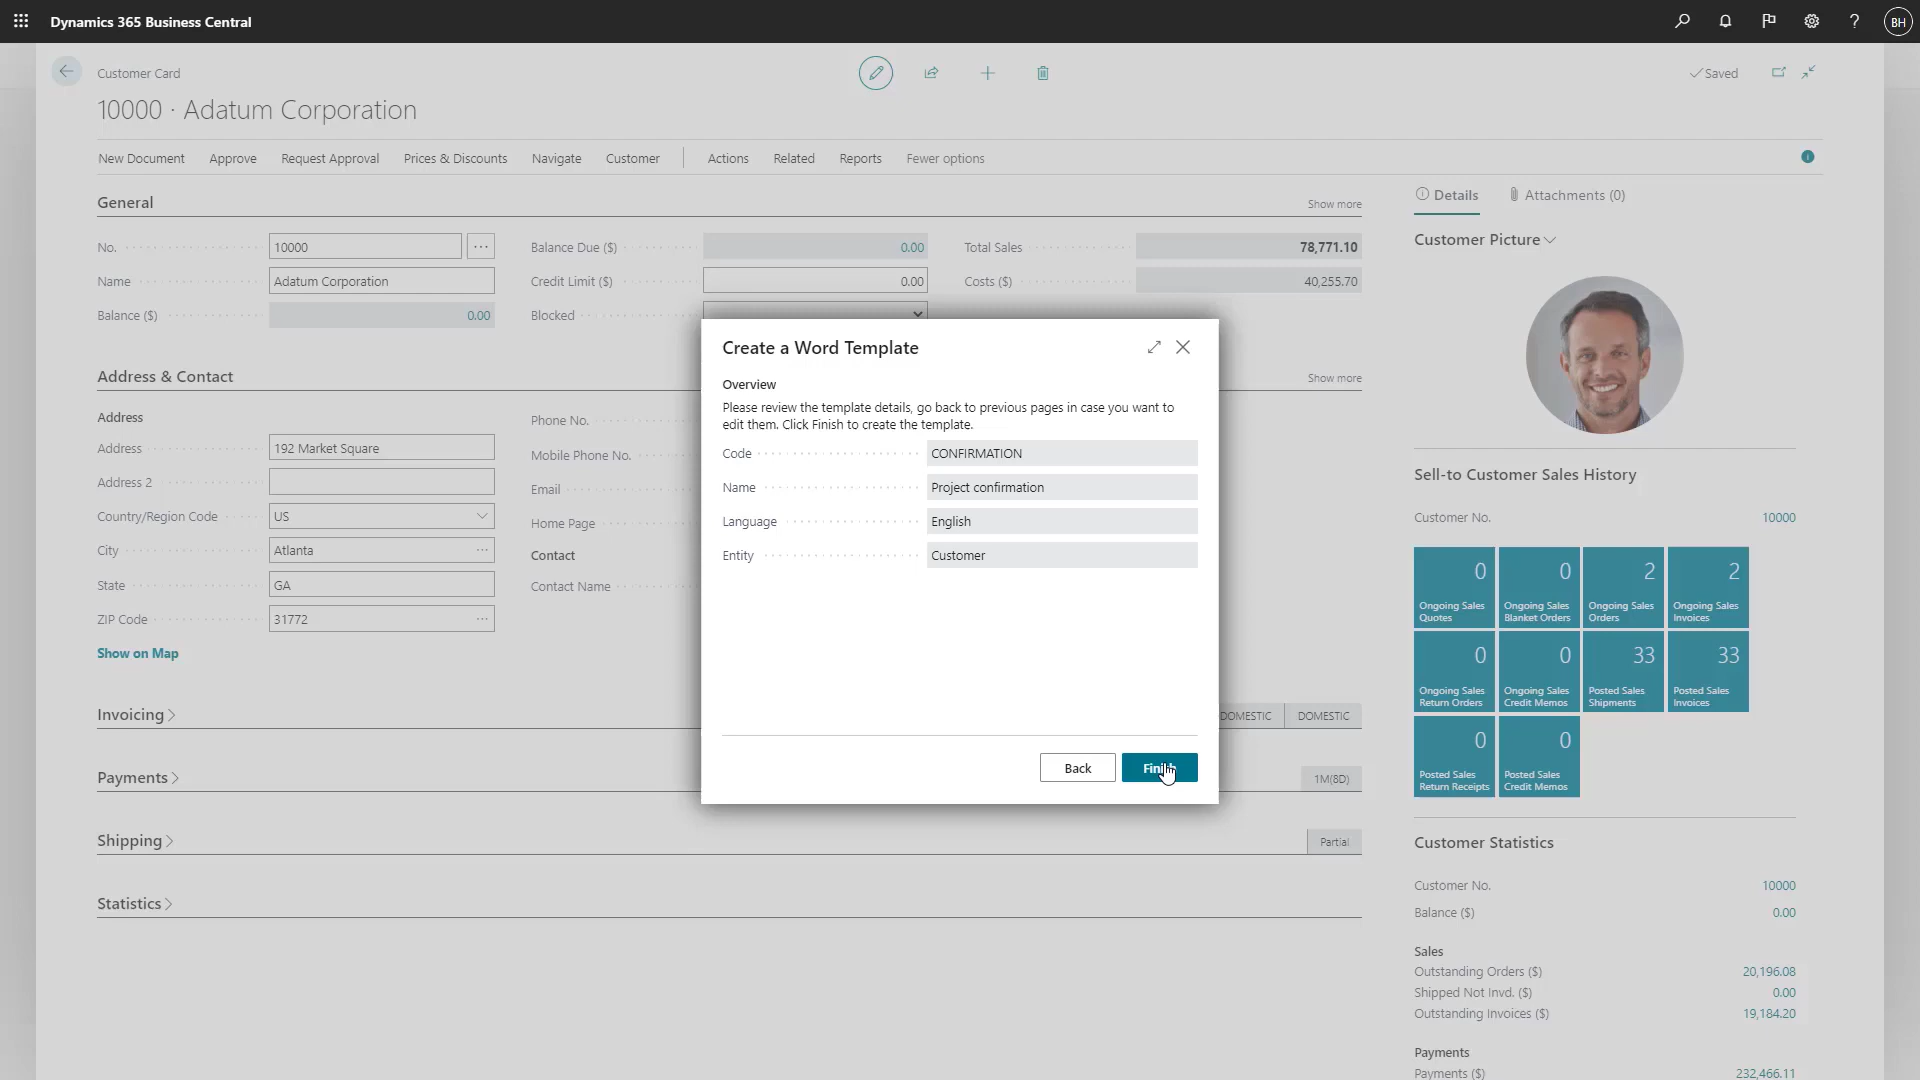 Dynamics 365 Business Central
BH
Customer Card
Saved
10000 · Adatum Corporation
New Document Approve Request Approval Prices & Discounts Navigate Customer Actions Related Reports Fewer options
General
Show more
No. 10000
Name Adatum Corporation
Balance ($) 0.00
Balance Due ($) 0.00
Credit Limit ($) 0.00
Blocked
Total Sales 78,771.10
Costs ($) 40,255.70
Address & Contact
Show more
Address
Address 192 Market Square
Address 2
Country/Region Code US
City Atlanta
State GA
ZIP Code 31772
Show on Map
Phone No.
Mobile Phone No.
Email
Home Page
Contact
Contact Name
Invoicing
DOMESTIC DOMESTIC
Payments
1M(8D)
Shipping
Partial
Statistics
Create a Word Template
Overview
Please review the template details, go back to previous pages in case you want to
edit them. Click Finish to create the template.
Code CONFIRMATION
Name Project confirmation
Language English
Entity Customer
Back Finish
Details Attachments (0)
Customer Picture
Sell-to Customer Sales History
Customer No. 10000
0
Ongoing Sales
Quotes
0
Ongoing Sales
Blanket Orders
2
Ongoing Sales
Orders
2
Ongoing Sales
Invoices
0
Ongoing Sales
Return Orders
0
Ongoing Sales
Credit Memos
33
Posted Sales
Shipments
33
Posted Sales
Invoices
0
Posted Sales
Return Receipts
0
Posted Sales
Credit Memos
Customer Statistics
Customer No. 10000
Balance ($) 0.00
Sales
Outstanding Orders ($) 20,196.08
Shipped Not Invd. ($) 0.00
Outstanding Invoices ($) 19,184.20
Payments
Payments ($) 232,466.11